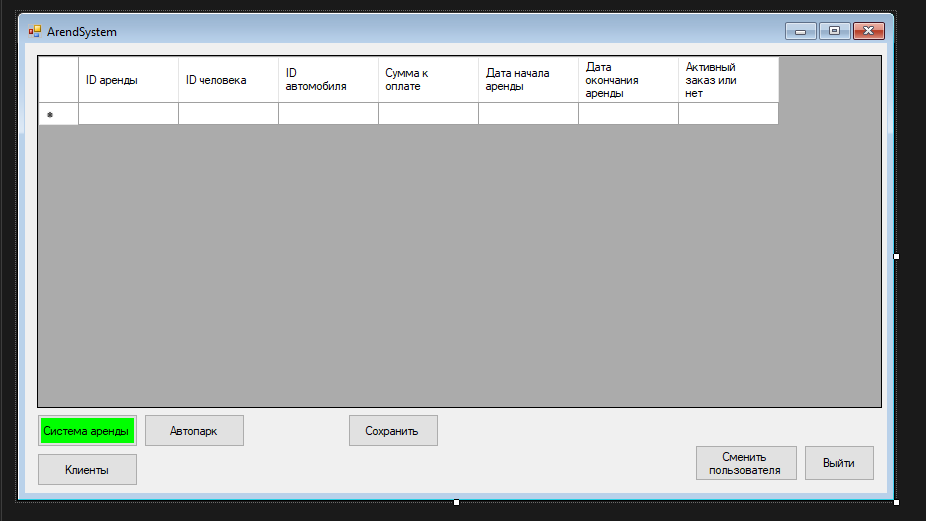 ArendSystem
ID аренды
ID человека
ID
автомобиля
Сумма к
оплате
Дата начала
аренды
Дата
окончания
аренды
Активный
заказ или
нет
Система аренды
Автопарк
Сохранить
Клиенты
Сменить
пользователя
Выйти